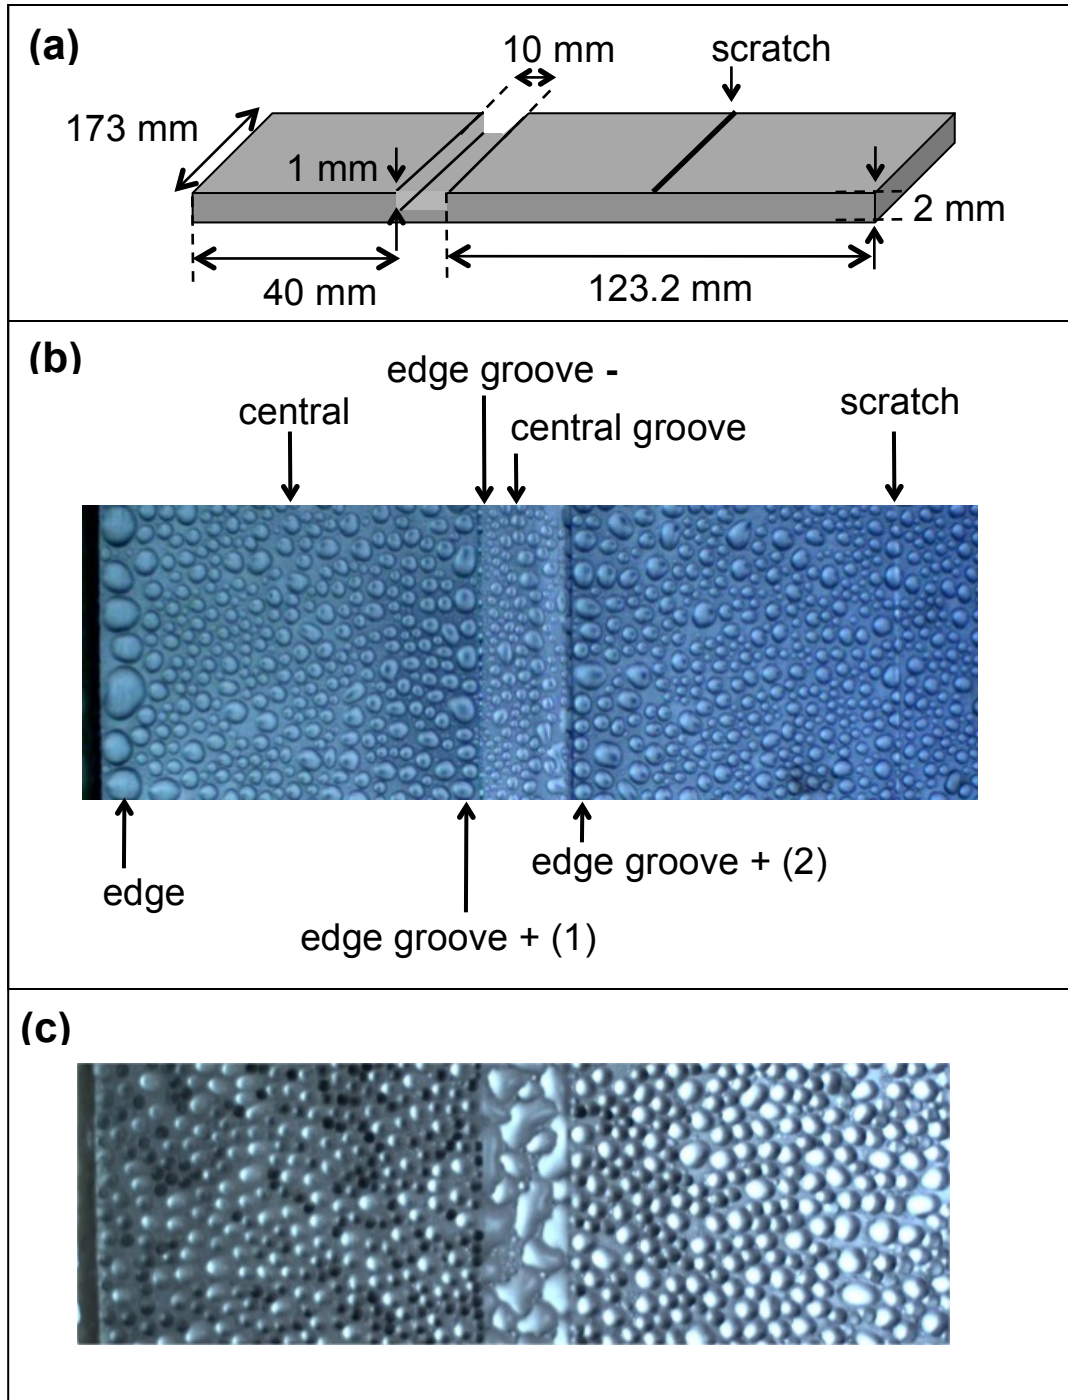 (a)
10 mm
scratch
173 mm
1 mm
2 mm
40 mm
123.2 mm
(b)
edge groove -
central
central groove
scratch
edge groove + (2)
edge
edge groove + (1)
(c)